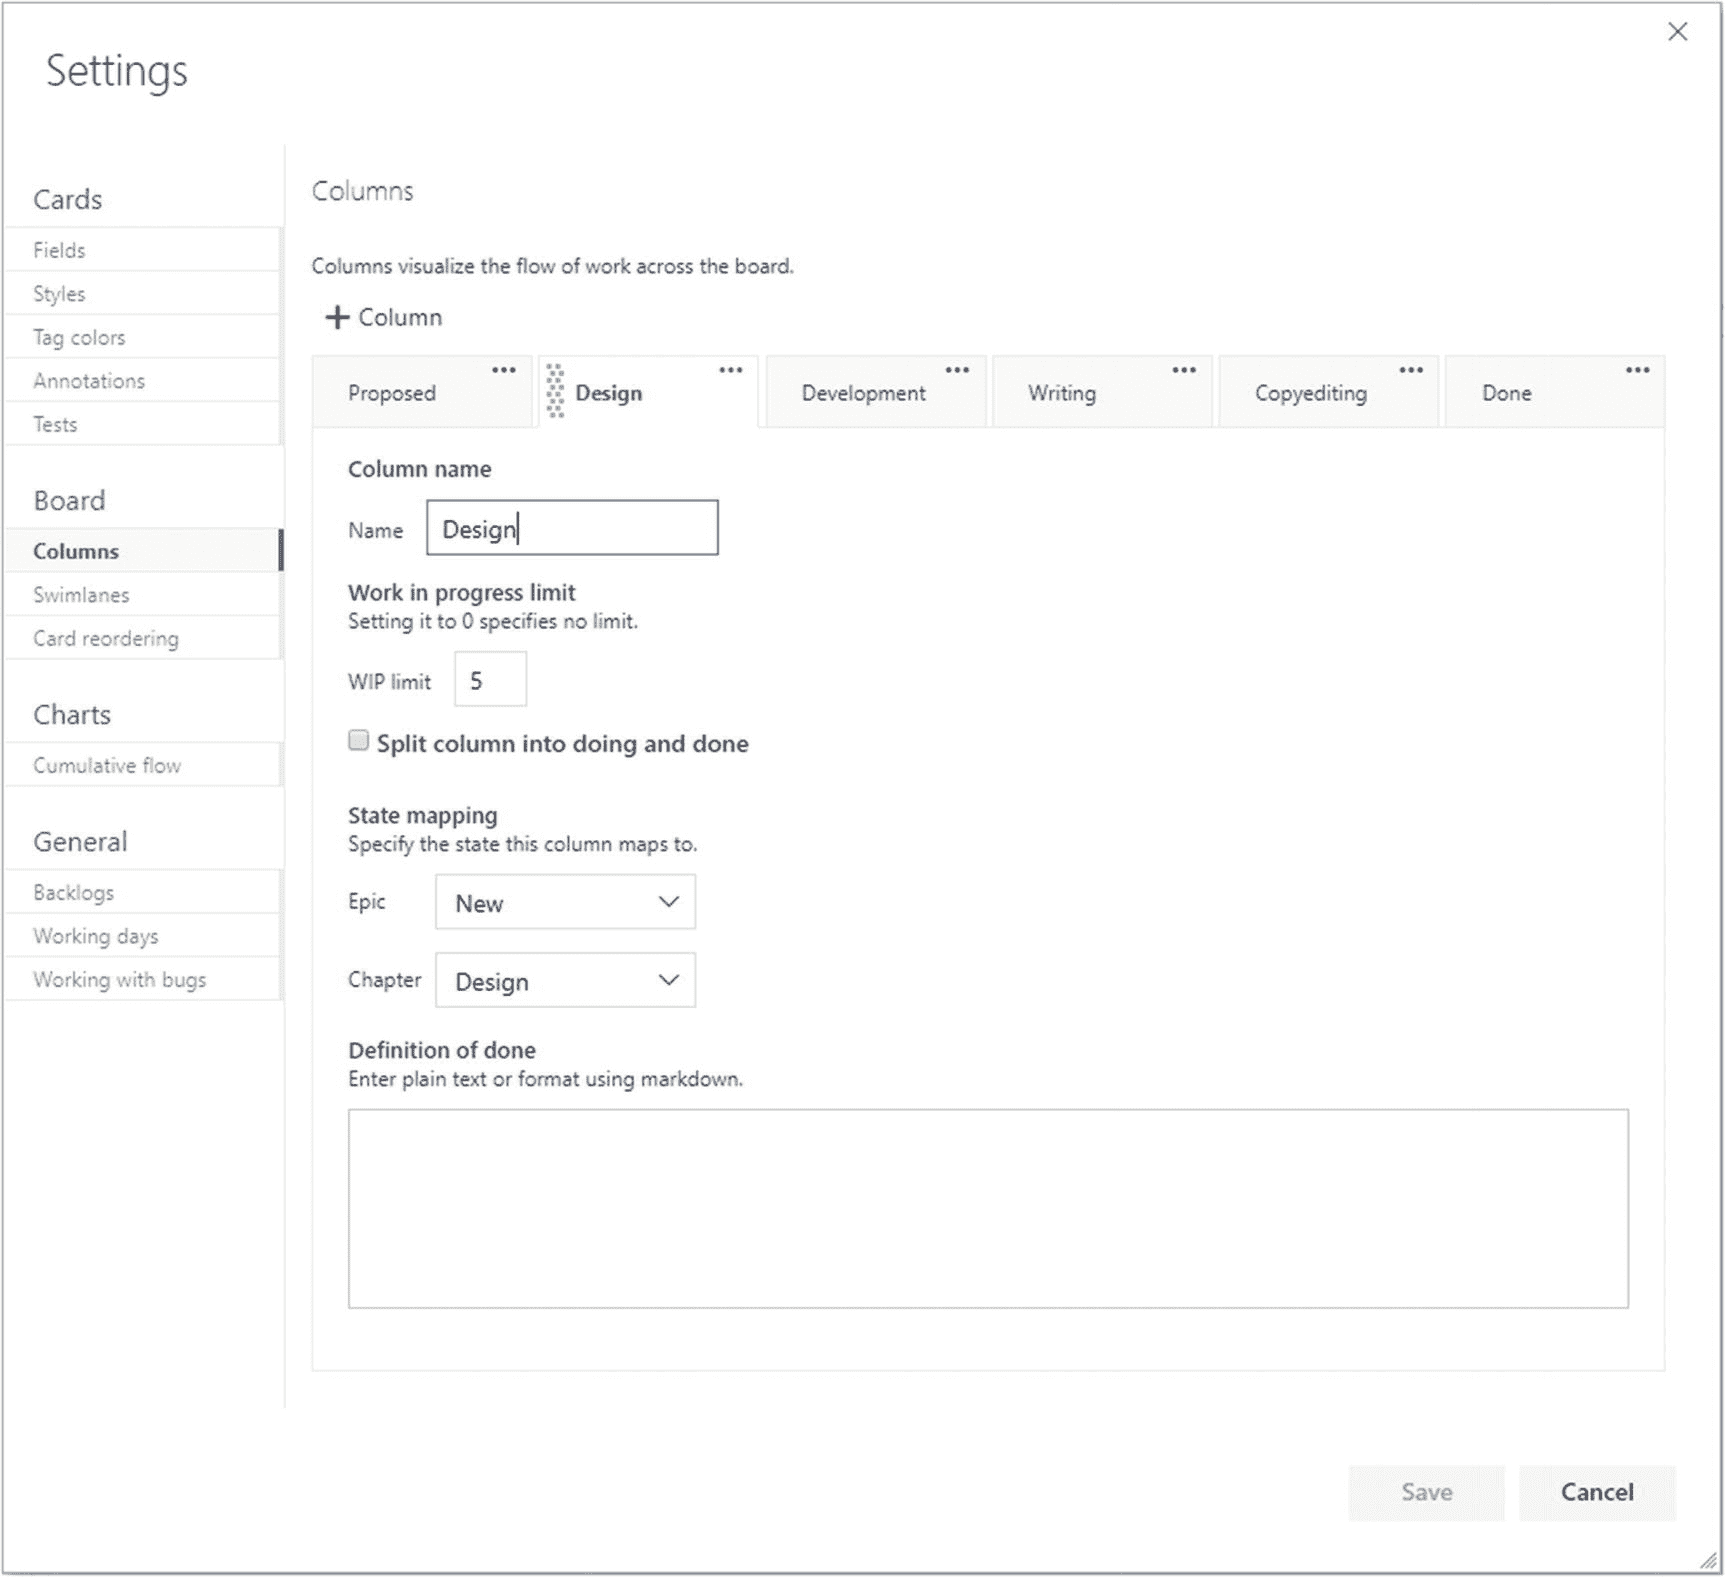 Settings
Cards
Fields
Styles
Tag colors
Annotations
Tests
Board
Columns
Swimlanes
Card reordering
Charts
Cumulative flow
General
Backlogs
Working days
Working with bugs
Columns
Columns visualize the flow of work across the board.
+ Column
Proposed ... Design ... Development ... Writing ... Copyediting ... Done ...
Column name
Name Design
Work in progress limit
Setting it to 0 specifies no limit.
WIP limit 5
Split column into doing and done
State mapping
Specify the state this column maps to.
Epic New
Chapter Design
Definition of done
Enter plain text or format using markdown.
Save Cancel